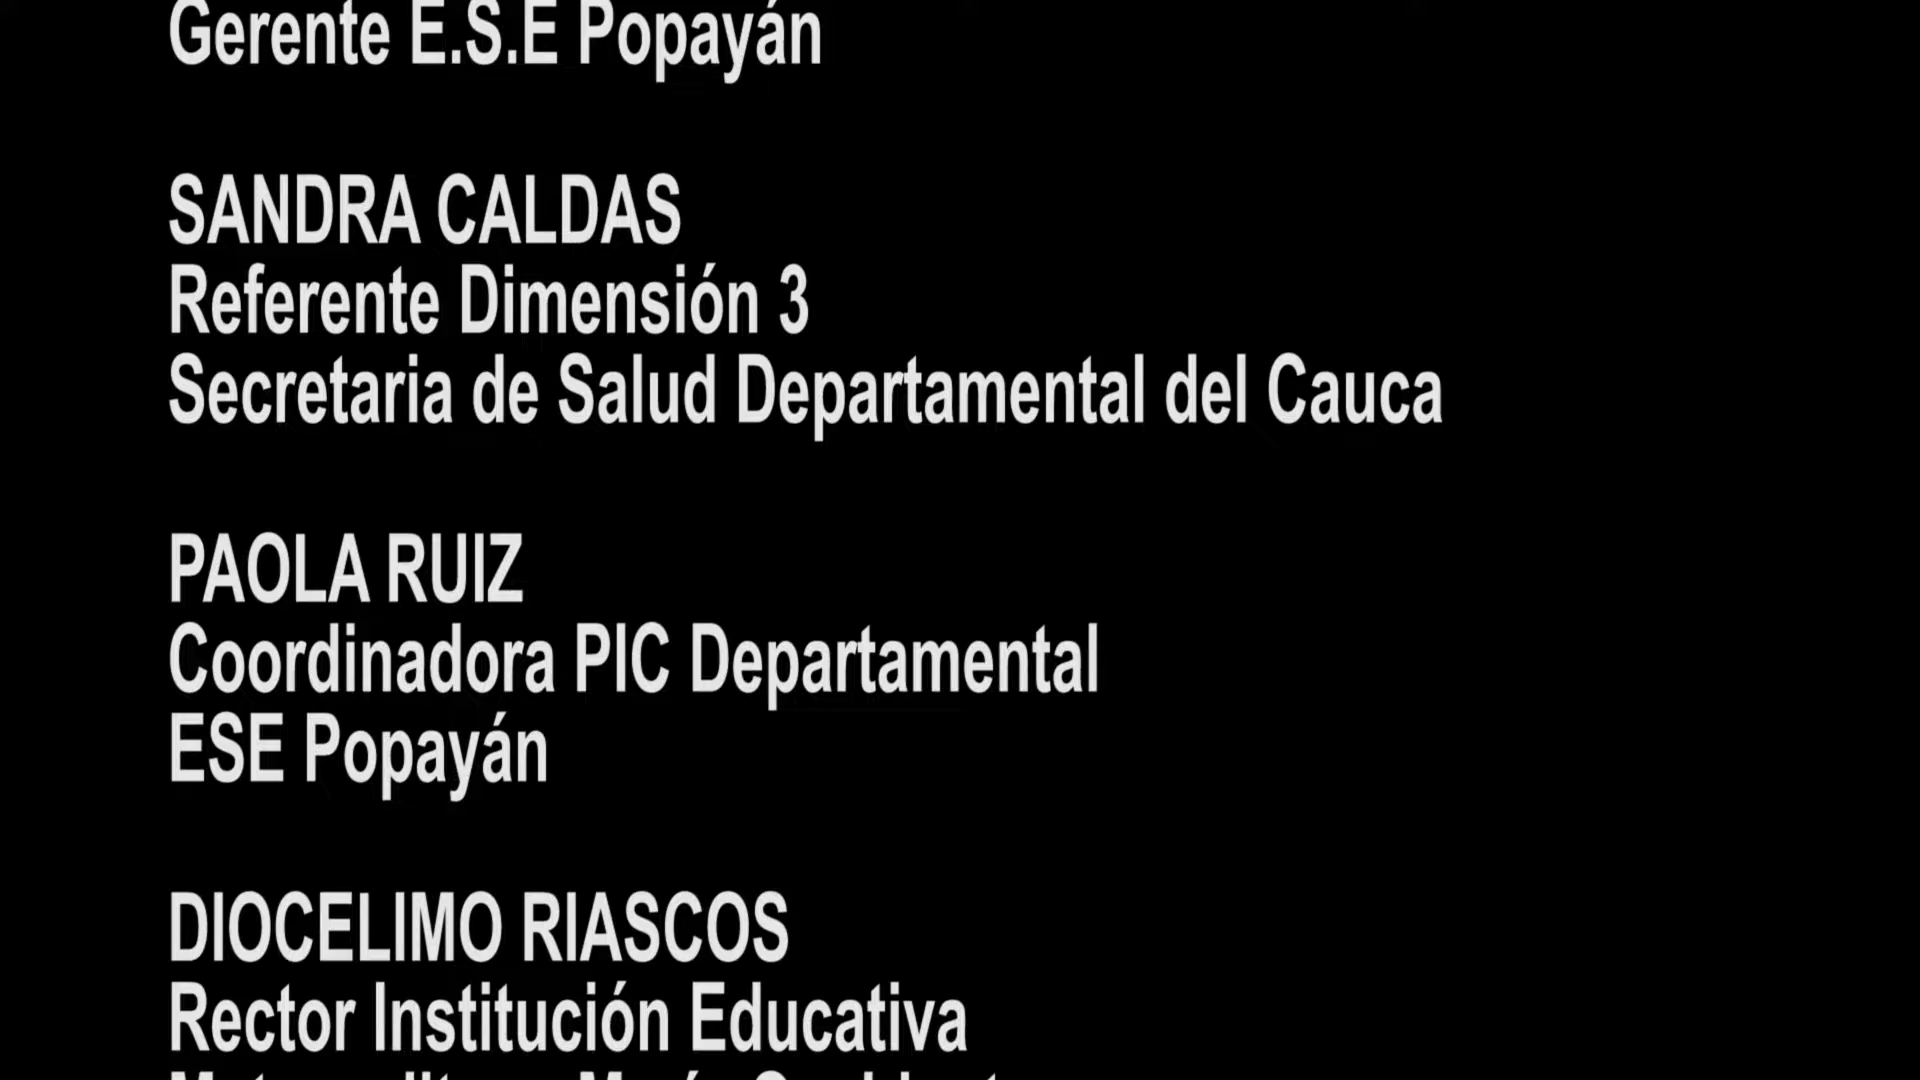 Gerente E.S.E Popayán
SANDRA CALDAS
Referente Dimensión 3
Secretaria de Salud Departamental del Cauca
PAOLA RUIZ
Coordinadora PIC Departamental
ESE Popayán
DIOCELIMO RIASCOS
Rector Institución Educativa